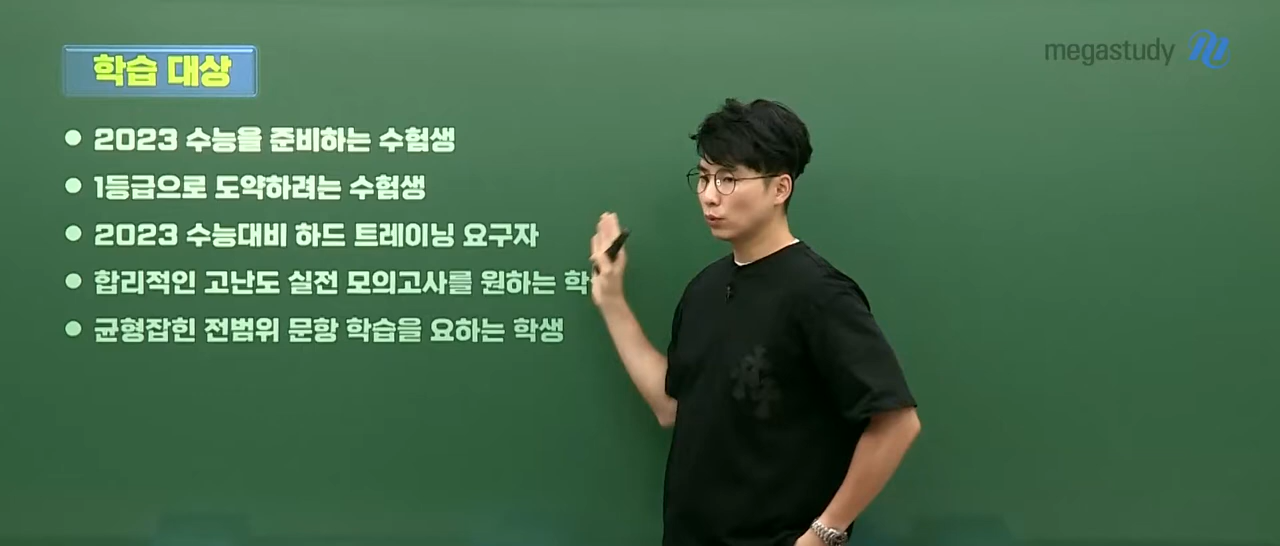 학습 대상
megastudy
● 2023 수능을 준비하는 수험생
● 1등급으로 도약하려는 수험생
● 2023 수능대비 하드 트레이닝 요구자
● 합리적인 고난도 실전 모의고사를 원하는
● 균형잡힌 전범위 문항 학습을 요하는 학생